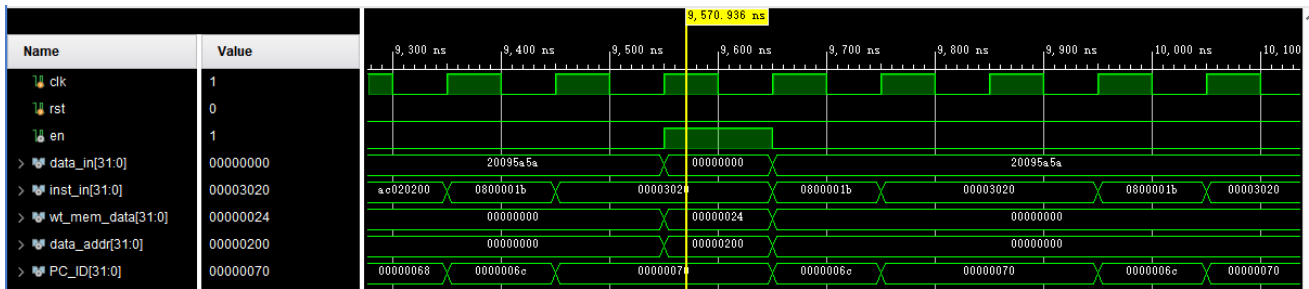 9,570.936 ns
Name Value 9,300 ns 9,400 ns 9,500 ns 9,600 ns 9,700 ns 9,800 ns 9,900 ns 10,000 ns 10,100
clk 1
rst 0
en 1
data_in[31:0] 00000000 20095a5a 00000000 20095a5a
inst_in[31:0] 00003020 ac020200 0800001b 00003020 0800001b 00003020 0800001b 00003020
wt_mem_data[31:0] 00000024 00000000 00000024 00000000
data_addr[31:0] 00000200 00000000 00000200 00000000
PC_ID[31:0] 00000070 00000068 0000006c 00000070 0000006c 00000070 0000006c 00000070